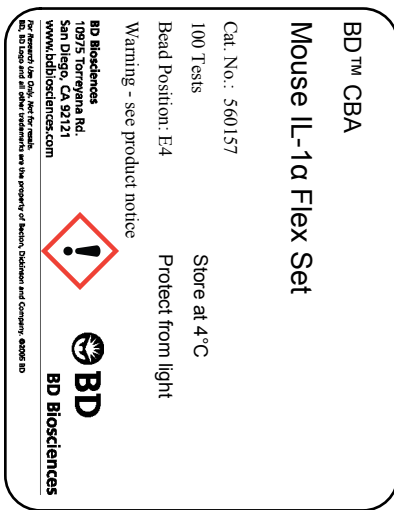 BD™ CBA
Mouse IL-1α Flex Set
Cat. No.: 560157
100 Tests
Store at 4°C
Bead Position: E4
Protect from light
Warning - see product notice
BD Biosciences
10975 Torreyana Rd.
San Diego, CA 92121
www.bdbiosciences.com
BD
BD Biosciences
For Research Use Only. Not for resale.
BD, BD Logo and all other trademarks are the property of Becton, Dickinson and Company. ©2005 BD